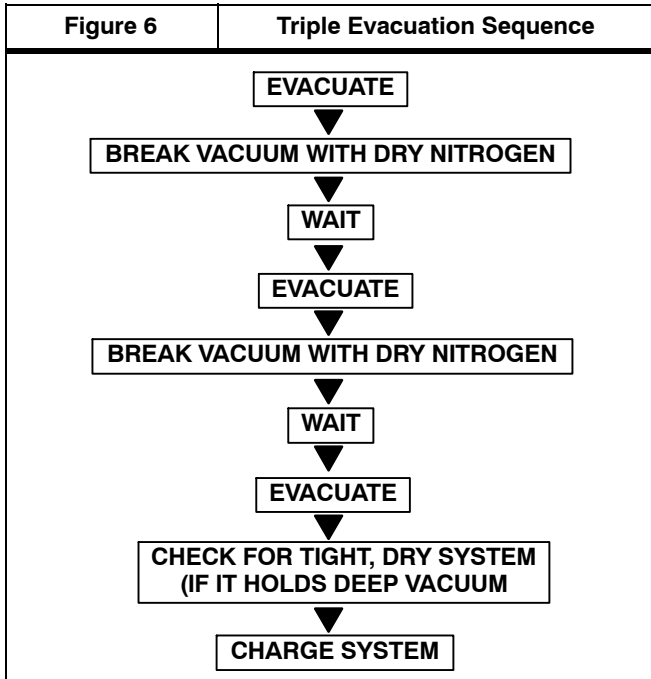 Figure 6
Triple Evacuation Sequence
EVACUATE
BREAK VACUUM WITH DRY NITROGEN
WAIT
EVACUATE
BREAK VACUUM WITH DRY NITROGEN
WAIT
EVACUATE
CHECK FOR TIGHT, DRY SYSTEM
(IF IT HOLDS DEEP VACUUM
CHARGE SYSTEM